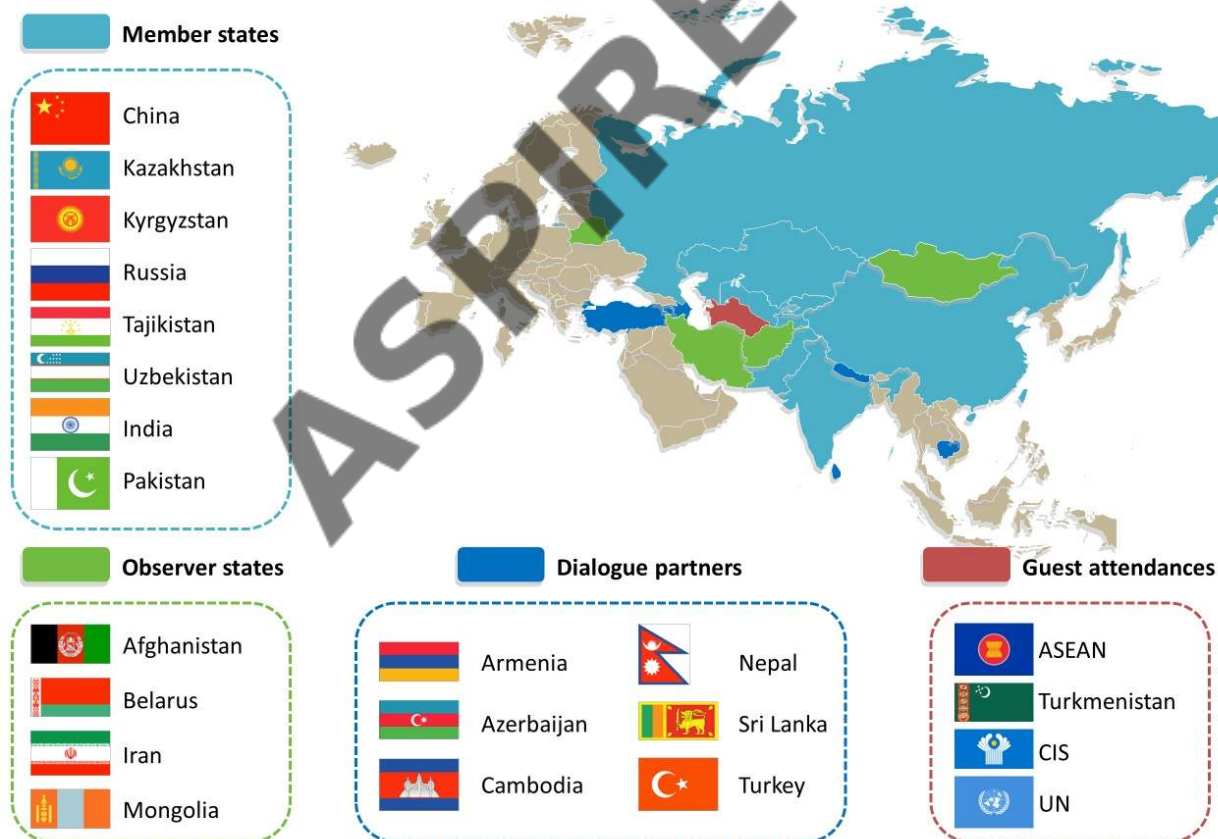 ASPIRE
Member states
China
Kazakhstan
Kyrgyzstan
Russia
Tajikistan
Uzbekistan
India
Pakistan
Observer states
Afghanistan
Belarus
Iran
Mongolia
Dialogue partners
Armenia
Azerbaijan
Cambodia
Nepal
Sri Lanka
Turkey
Guest attendances
ASEAN
Turkmenistan
CIS
UN